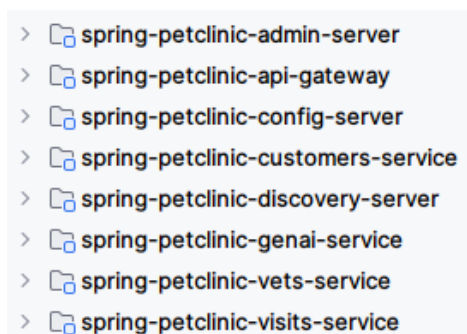 spring-petclinic-admin-server
spring-petclinic-api-gateway
spring-petclinic-config-server
spring-petclinic-customers-service
spring-petclinic-discovery-server
spring-petclinic-genai-service
spring-petclinic-vets-service
spring-petclinic-visits-service